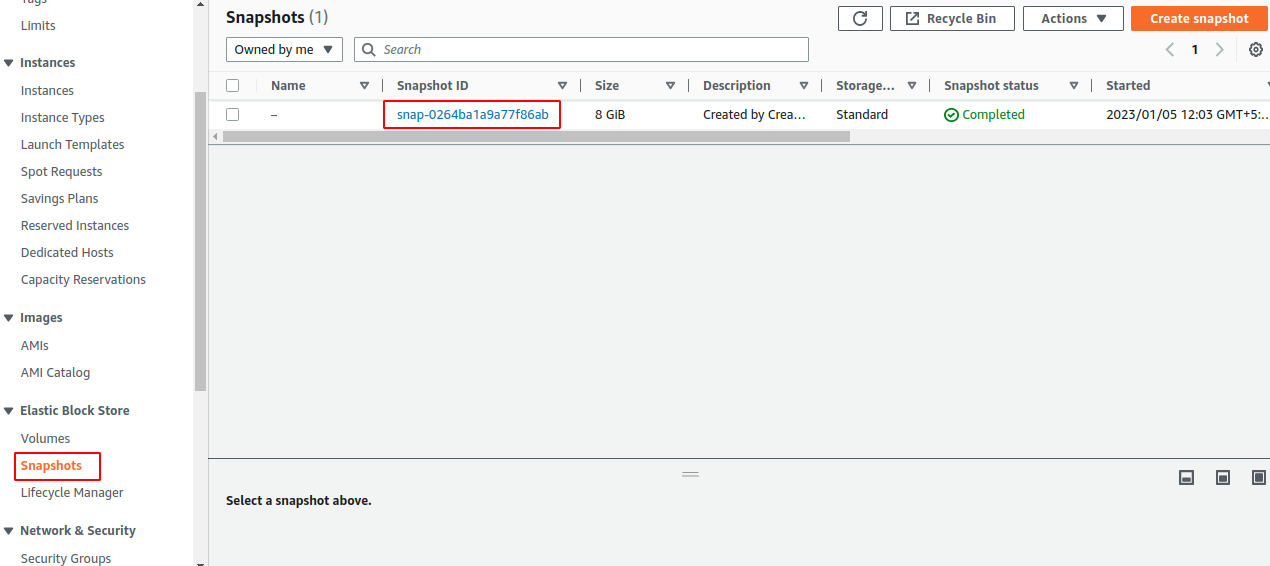 Tags
Limits
Instances
Instances
Instance Types
Launch Templates
Spot Requests
Savings Plans
Reserved Instances
Dedicated Hosts
Capacity Reservations
Images
AMIs
AMI Catalog
Elastic Block Store
Volumes
Snapshots
Lifecycle Manager
Network & Security
Security Groups
Snapshots (1)
Recycle Bin
Actions
Create snapshot
Owned by me
Search
1
Name Snapshot ID Size Description Storage... Snapshot status Started
– snap-0264ba1a9a77f86ab 8 GiB Created by Crea... Standard Completed 2023/01/05 12:03 GMT+5:...
Select a snapshot above.